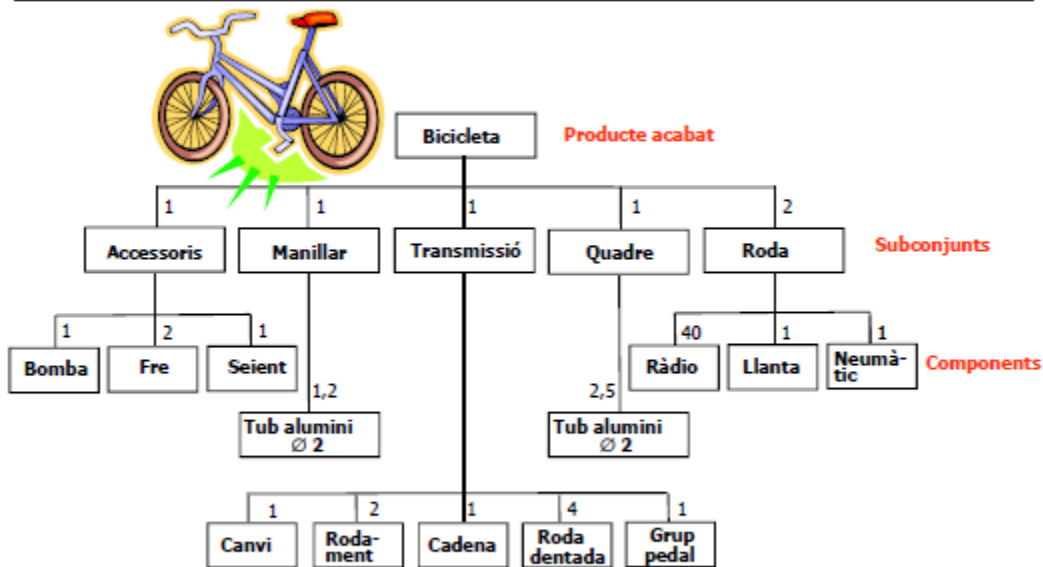 Bicicleta
Producte acabat
1
1
1
1
2
Accessoris
Manillar
Transmissió
Quadre
Roda
Subconjunts
1
2
1
40
1
1
Bomba
Fre
Seient
Ràdio
Llanta
Neumà-
tic
Components
1,2
2,5
Tub alumini
∅ 2
Tub alumini
∅ 2
1
2
1
4
1
Canvi
Roda-
ment
Cadena
Roda
dentada
Grup
pedal